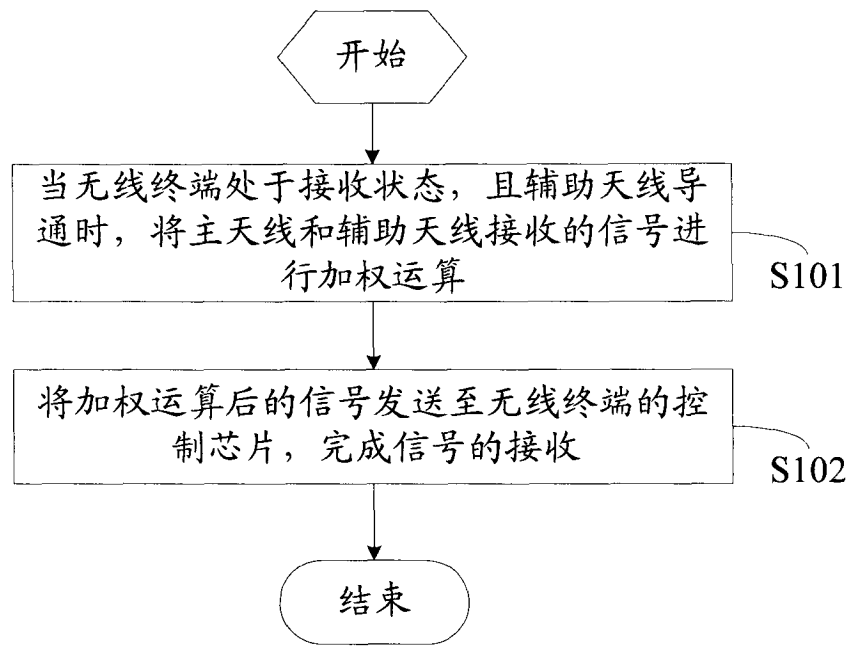 开始
当无线终端处于接收状态，且辅助天线导
通时，将主天线和辅助天线接收的信号进
行加权运算
S101
将加权运算后的信号发送至无线终端的控
制芯片，完成信号的接收
S102
结束